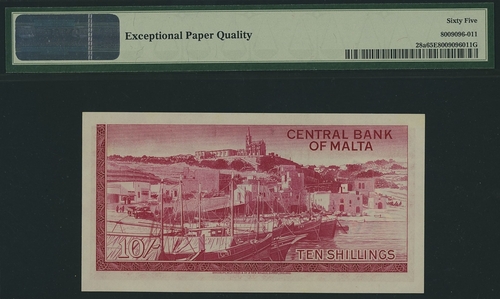 Exceptional Paper Quality
Sixty Five
8009096-011
28a65E8009096011G
CENTRAL BANK
OF MALTA
10/-
TEN SHILLINGS